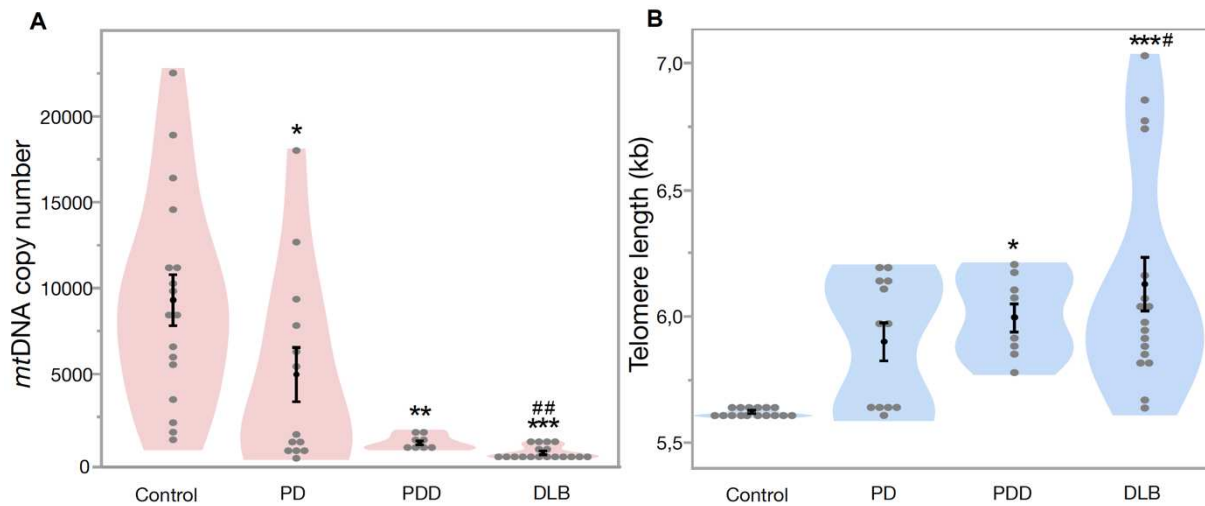 A
mtDNA copy number
20000
15000
10000
5000
0
*
**
##
***
Control PD PDD DLB
B
Telomere length (kb)
7,0
6,5
6,0
5,5
*
***#
Control PD PDD DLB